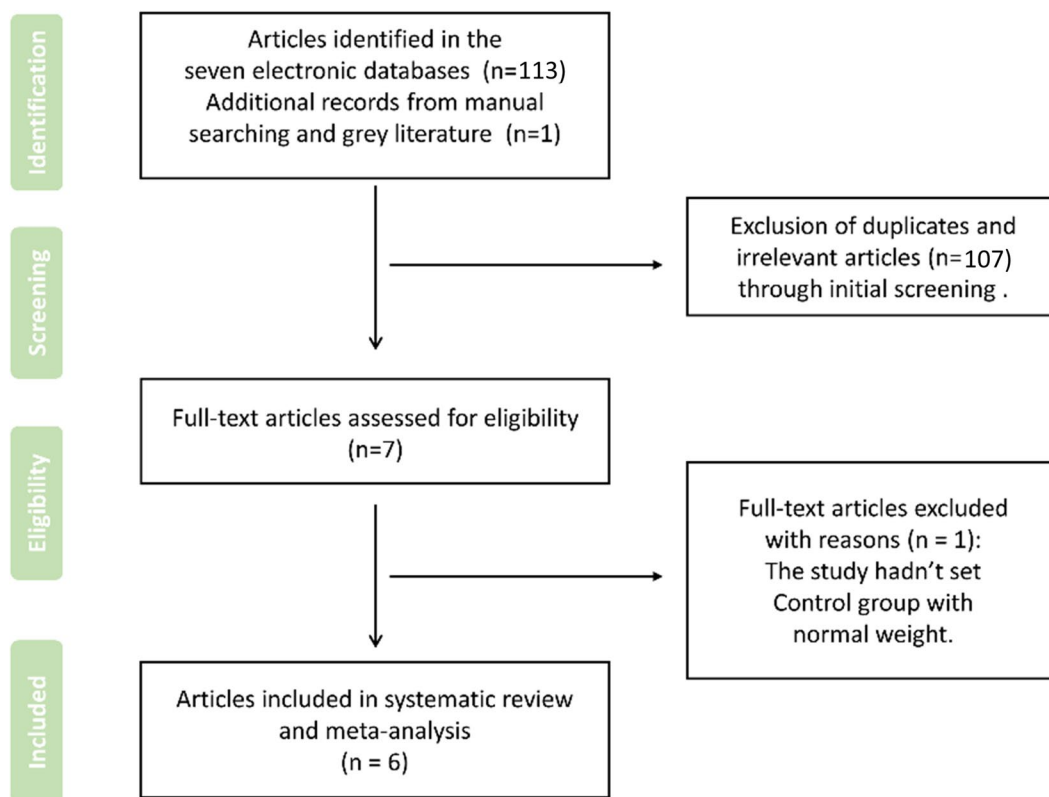 Identification
Articles identified in the
seven electronic databases (n=113)
Additional records from manual
searching and grey literature (n=1)
Screening
Exclusion of duplicates and
irrelevant articles (n=107)
through initial screening .
Eligibility
Full-text articles assessed for eligibility
(n=7)
Full-text articles excluded
with reasons (n = 1):
The study hadn’t set
Control group with
normal weight.
Included
Articles included in systematic review
and meta-analysis
(n = 6)